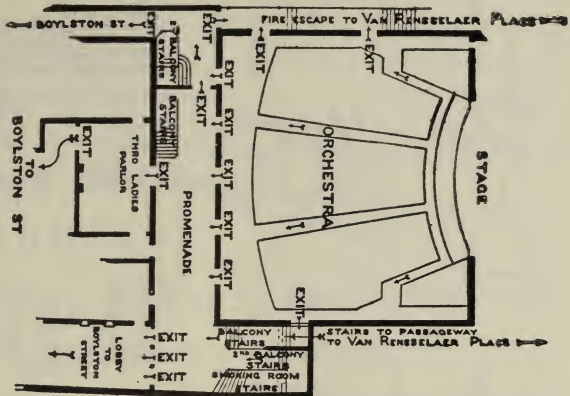 BOYLSTON ST
EXIT
FIRE ESCAPE TO VAN RENSSELAER PLACE
BALCONY
STAIRS
EXIT
EXIT
EXIT
EXIT
BALCONY
STAIRS
EXIT
EXIT
TO
BOYLSTON ST
EXIT
THIRD LADIES
PARLOR
EXIT
PROMENADE
EXIT
EXIT
EXIT
ORCHESTRA
STAGE
EXIT
LOBBY
TO
BOYLSTON
STREET
EXIT
EXIT
EXIT
BALCONY
STAIRS
2ND BALCONY
STAIRS
SMOKING ROOM
STAIRS
STAIRS TO PASSAGEWAY
TO VAN RENSSELAER PLACE